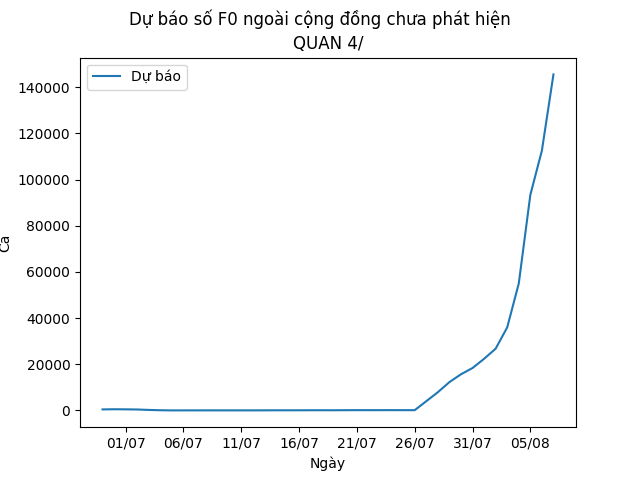 Dự báo số F0 ngoài cộng đồng chưa phát hiện
QUAN 4/
Dự báo
140000
120000
100000
80000
60000
40000
20000
0
Ca
01/07 06/07 11/07 16/07 21/07 26/07 31/07 05/08
Ngày